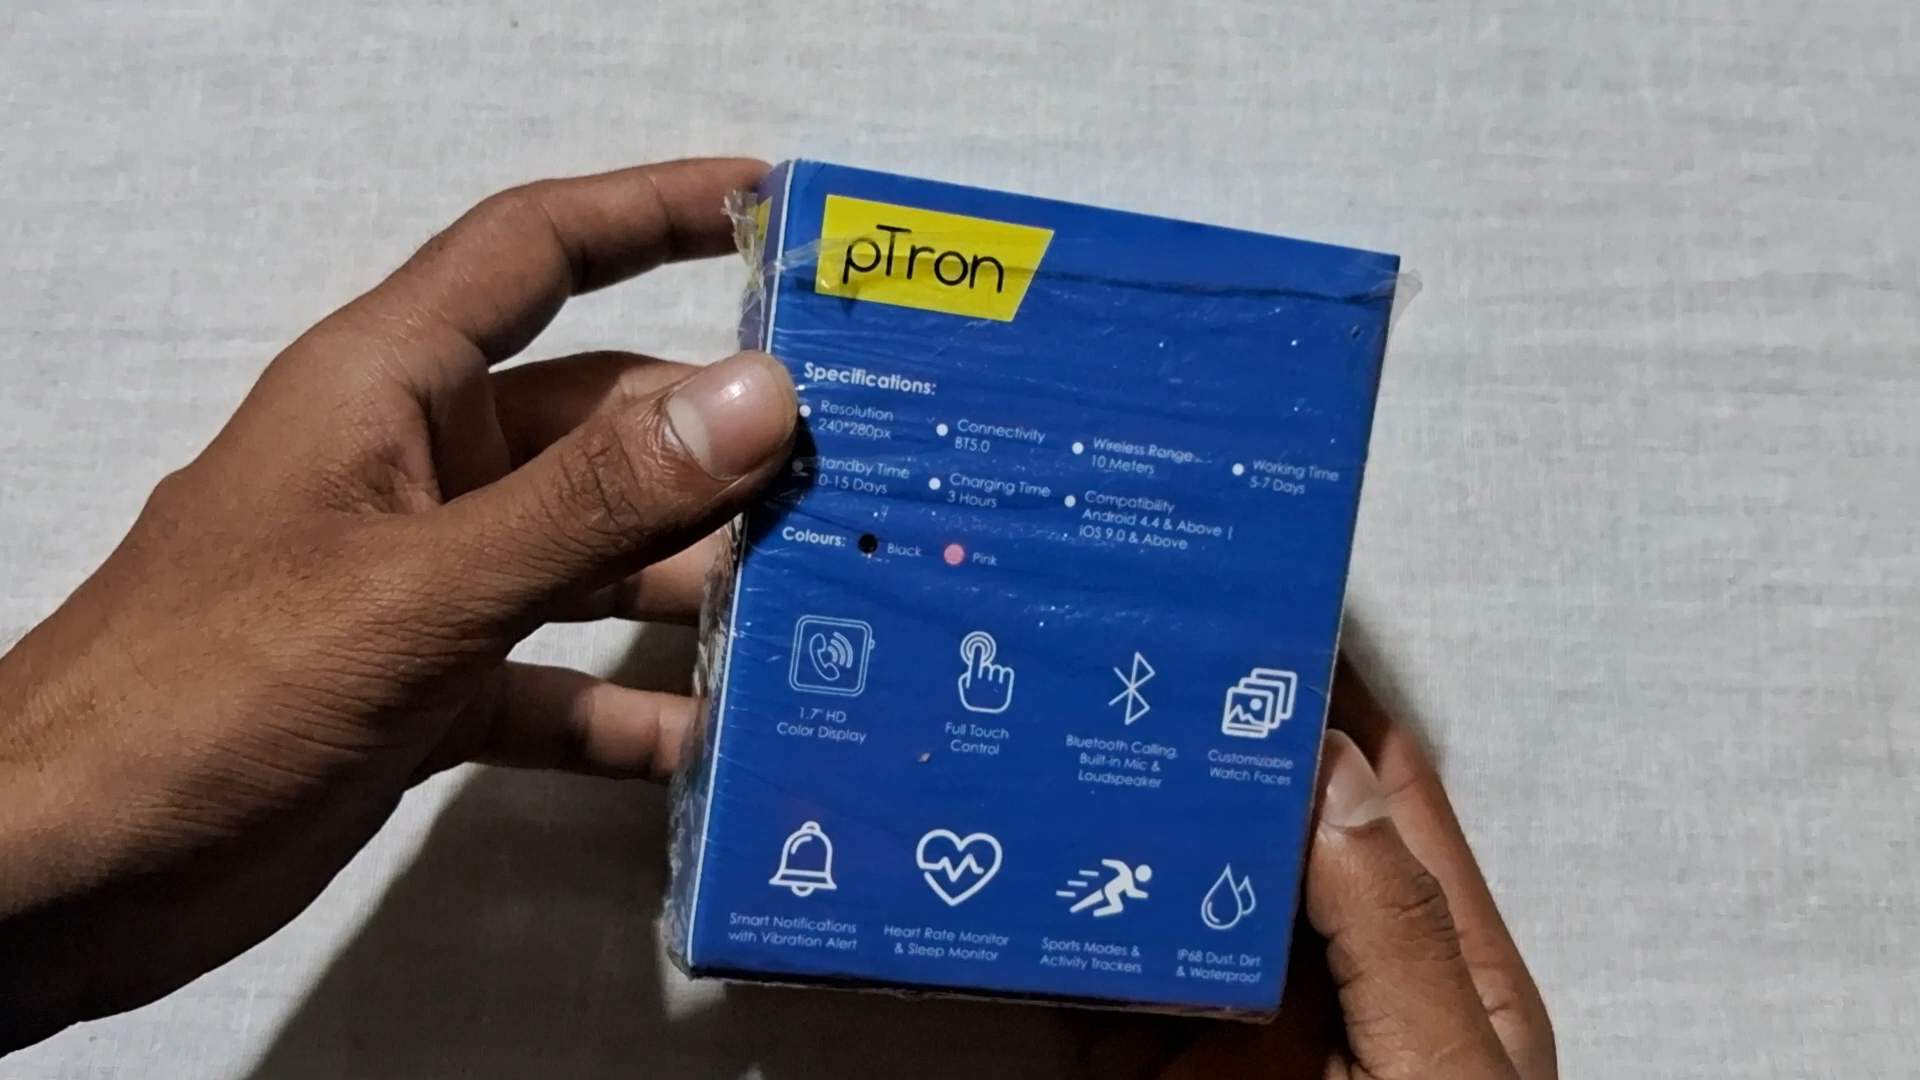 pTron
Specifications:
Resolution
240*280px
Connectivity
BT5.0
Wireless Range
10 Meters
Working Time
5-7 Days
tandby Time
0-15 Days
Charging Time
3 Hours
Compatibility
Android 4.4 & Above |
iOS 9.0 & Above
Colours: Black Pink
1.7" HD
Color Display
Full Touch
Control
Bluetooth Calling,
Built-in Mic &
Loudspeaker
Customizable
Watch Faces
Smart Notifications
with Vibration Alert
Heart Rate Monitor
& Sleep Monitor
Sports Modes &
Activity Trackers
IP68 Dust, Dirt
& Waterproof